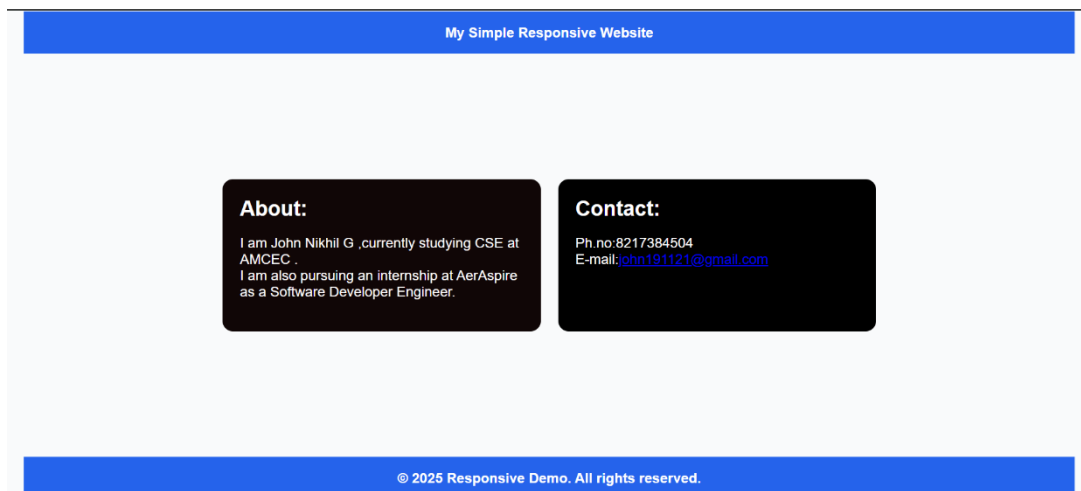 My Simple Responsive Website
About:
I am John Nikhil G ,currently studying CSE at
AMCEC .
I am also pursuing an internship at AerAspire
as a Software Developer Engineer.
Contact:
Ph.no:8217384504
E-mail:john191121@gmail.com
© 2025 Responsive Demo. All rights reserved.